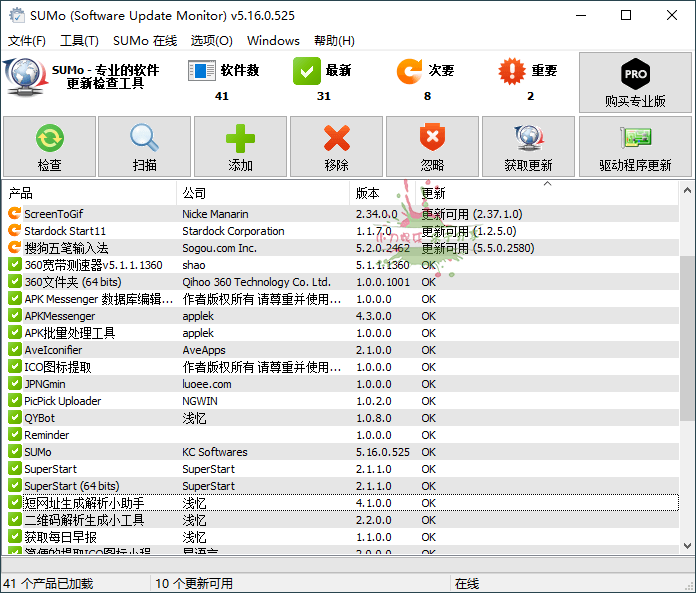 SUMo (Software Update Monitor) v5.16.0.525
文件(F) 工具(T) SUMo 在线 选项(O) Windows 帮助(H)
SUMo - 专业的软件
更新检查工具
软件数
41
最新
31
次要
8
重要
2
PRO
购买专业版
检查 扫描 添加 移除 忽略 获取更新 驱动程序更新
产品 公司 版本 更新
ScreenToGif Nicke Manarin 2.34.0.0 更新可用 (2.37.1.0)
Stardock Start11 Stardock Corporation 1.1.7.0 更新可用 (1.2.5.0)
搜狗五笔输入法 Sogou.com Inc. 5.2.0.2462 更新可用 (5.5.0.2580)
360宽带测速器v5.1.1.1360 shao 5.1.1.1360 OK
360文件夹 (64 bits) Qihoo 360 Technology Co. Ltd. 1.0.0.1001 OK
APK Messenger 数据库编辑... 作者版权所有 请尊重并使用... 1.0.0.0 OK
APKMessenger applek 4.3.0.0 OK
APK批量处理工具 applek 1.0.0.0 OK
AveIconifier AveApps 2.1.0.0 OK
ICO图标提取 作者版权所有 请尊重并使用... 1.0.0.0 OK
JPNGmin luoee.com 1.0.0.0 OK
PicPick Uploader NGWIN 1.0.2.0 OK
QYBot 浅忆 1.0.8.0 OK
Reminder 1.0.0.0 OK
SUMo KC Softwares 5.16.0.525 OK
SuperStart SuperStart 2.1.1.0 OK
SuperStart (64 bits) SuperStart 2.1.1.0 OK
短网址生成解析小助手 浅忆 4.1.0.0 OK
二维码解析生成小工具 浅忆 2.2.0.0 OK
获取每日早报 浅忆 1.1.0.0 OK
简便的提取ICO图标小程 易语言 2.0.0.0 OK
41 个产品已加载 10 个更新可用 在线